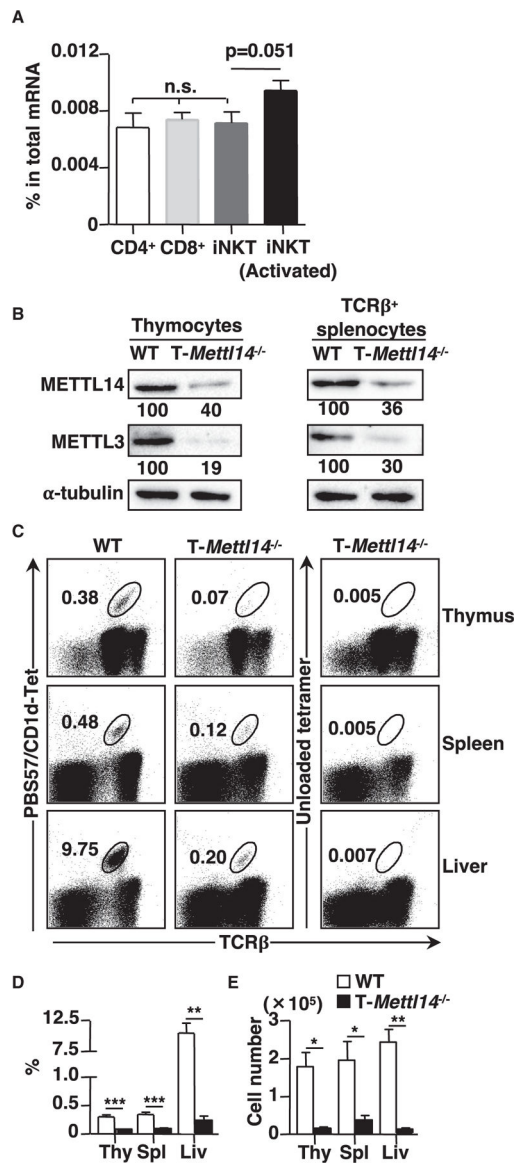 A
% in total mRNA
0.012
0.008
0.004
0
n.s.
p=0.051
CD4+ CD8+ iNKT iNKT
(Activated)
B
Thymocytes
WT T-Mettl14-/-
TCRβ+
splenocytes
WT T-Mettl14-/-
METTL14
100 40
100 36
METTL3
100 19
100 30
α-tubulin
C
WT T-Mettl14-/- T-Mettl14-/-
PBS57/CD1d-Tet
Unloaded tetramer
0.38 0.07 0.005 Thymus
0.48 0.12 0.005 Spleen
9.75 0.20 0.007 Liver
TCRβ
D
%
12.5
7.5
1.0
0.5
0.0
*** *** **
Thy Spl Liv
E
WT
T-Mettl14-/-
(×10⁵)
Cell number
3
2
1
0
* * **
Thy Spl Liv